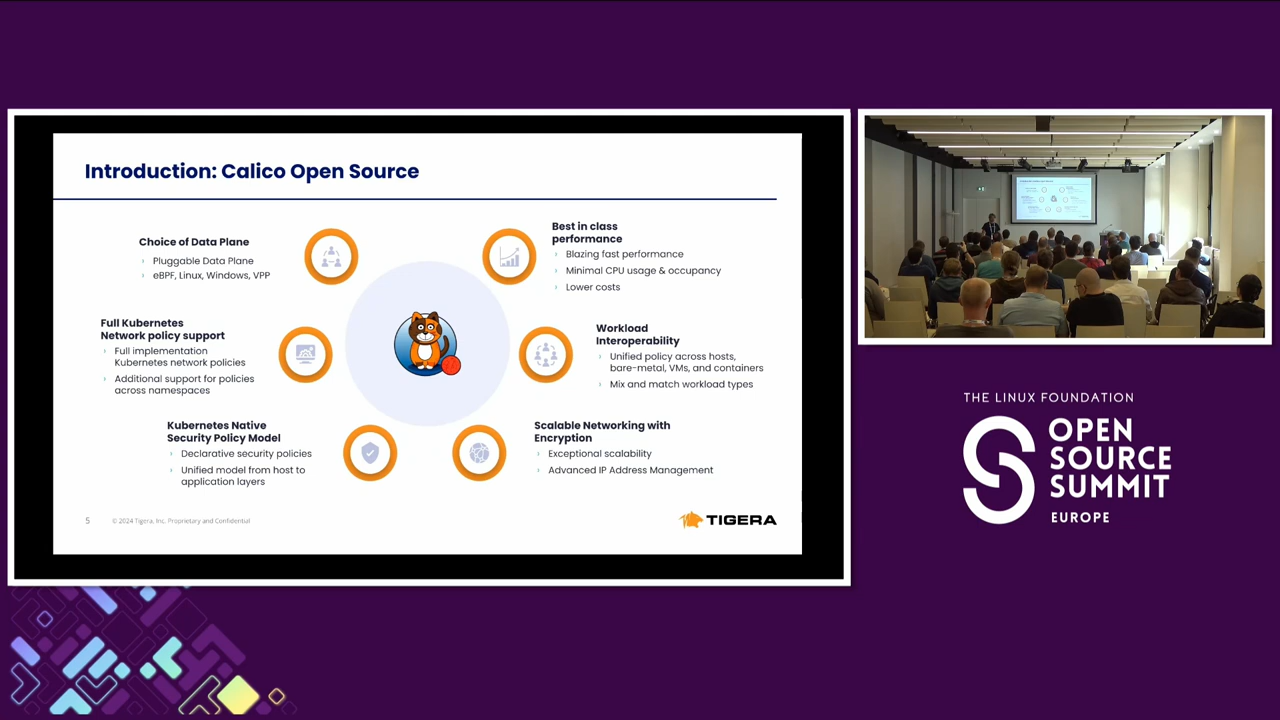 Introduction: Calico Open Source
Choice of Data Plane
Pluggable Data Plane
eBPF, Linux, Windows, VPP
Full Kubernetes
Network policy support
Full implementation
Kubernetes network policies
Additional support for policies
across namespaces
Kubernetes Native
Security Policy Model
Declarative security policies
Unified model from host to
application layers
Best in class
performance
Blazing fast performance
Minimal CPU usage & occupancy
Lower costs
Workload
Interoperability
Unified policy across hosts,
bare-metal, VMs, and containers
Mix and match workload types
Scalable Networking with
Encryption
Exceptional scalability
Advanced IP Address Management
5
© 2024 Tigera, Inc. Proprietary and Confidential
TIGERA
THE LINUX FOUNDATION
OPEN
SOURCE
SUMMIT
EUROPE